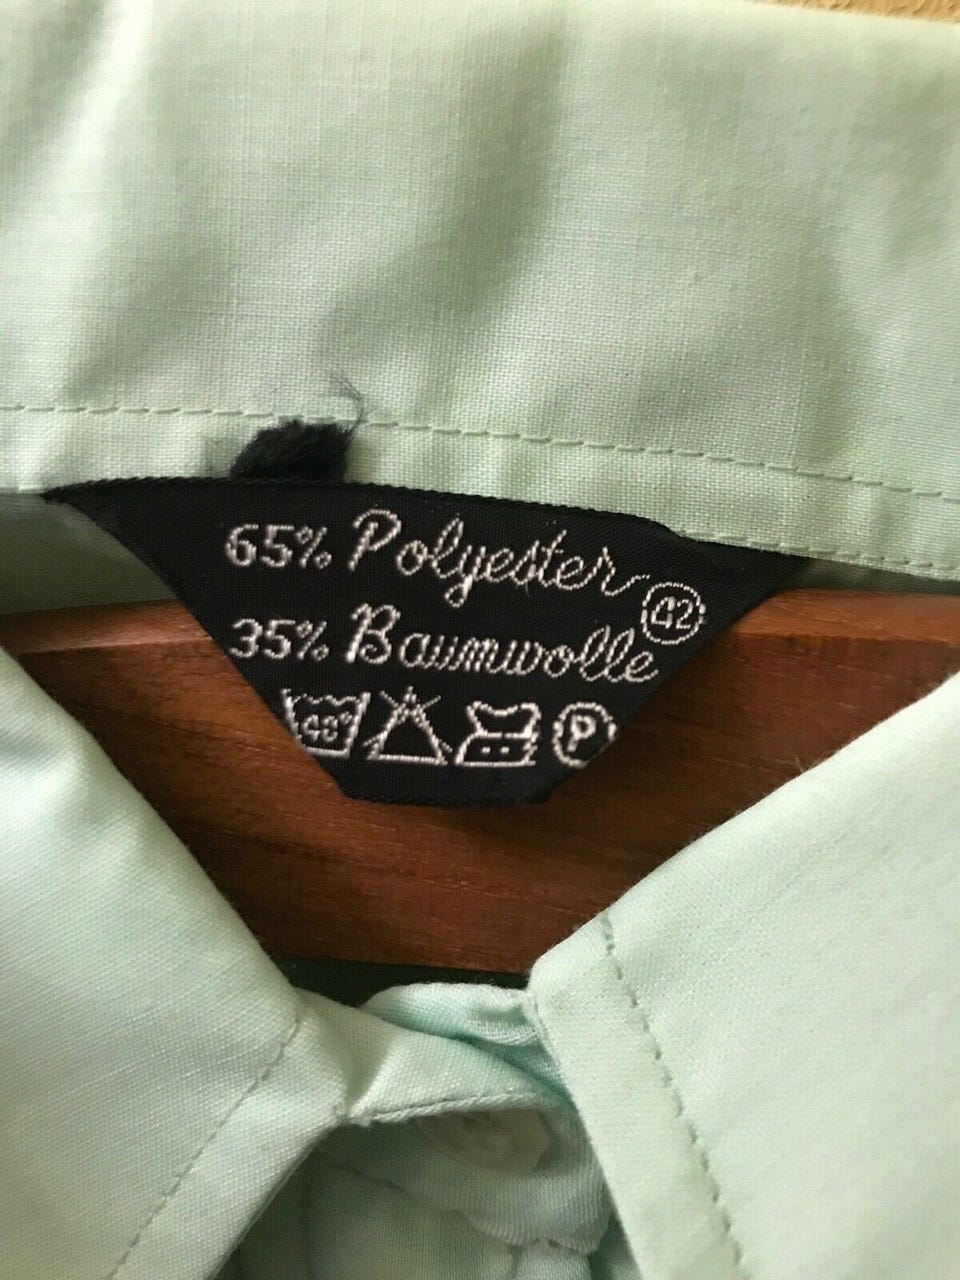 65% Polyester
42
35% Baumwolle
40° P